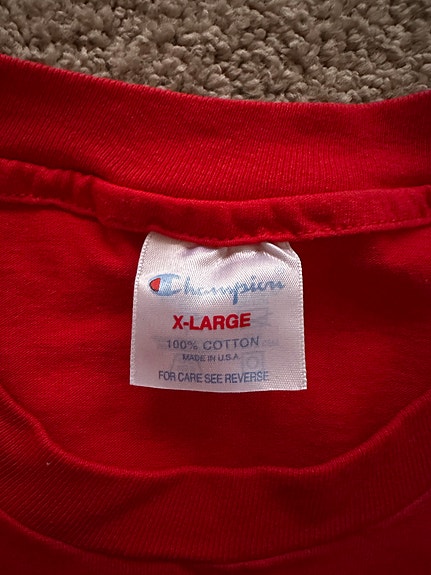 Champion
X-LARGE
100% COTTON
MADE IN U.S.A.
FOR CARE SEE REVERSE